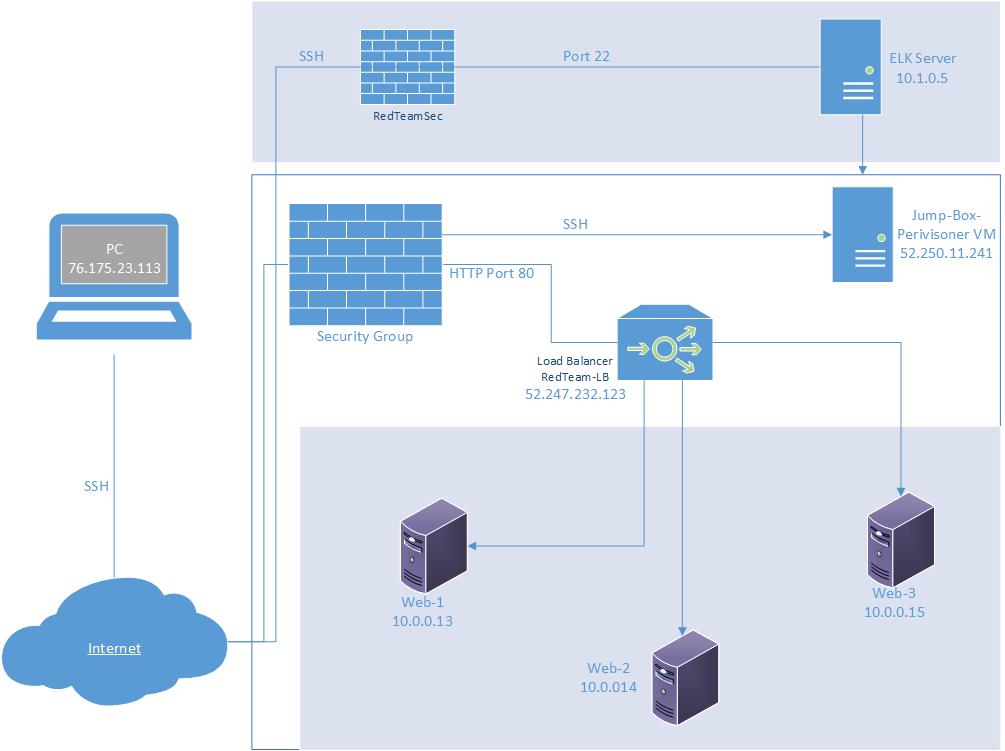 SSH
Port 22
ELK Server
10.1.0.5
RedTeamSec
PC
76.175.23.113
SSH
Jump-Box-
Perivisoner VM
52.250.11.241
HTTP Port 80
Security Group
Load Balancer
RedTeam-LB
52.247.232.123
SSH
Web-1
10.0.0.13
Web-3
10.0.0.15
Internet
Web-2
10.0.014